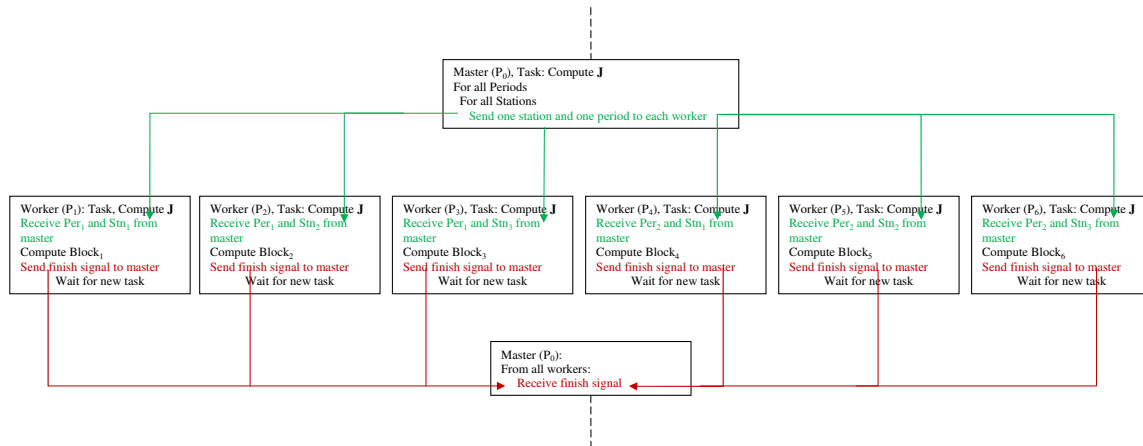 Master (P₀), Task: Compute J
For all Periods
For all Stations
Send one station and one period to each worker
Worker (P₁): Task, Compute J
Receive Per₁ and Stn₁ from
master
Compute Block₁
Send finish signal to master
Wait for new task
Worker (P₂), Task: Compute J
Receive Per₁ and Stn₂ from
master
Compute Block₂
Send finish signal to master
Wait for new task
Worker (P₃), Task: Compute J
Receive Per₁ and Stn₃ from
master
Compute Block₃
Send finish signal to master
Wait for new task
Worker (P₄), Task: Compute J
Receive Per₂ and Stn₁ from
master
Compute Block₄
Send finish signal to master
Wait for new task
Worker (P₅), Task: Compute J
Receive Per₂ and Stn₂ from
master
Compute Block₅
Send finish signal to master
Wait for new task
Worker (P₆), Task: Compute J
Receive Per₂ and Stn₃ from
master
Compute Block₆
Send finish signal to master
Wait for new task
Master (P₀):
From all workers:
Receive finish signal